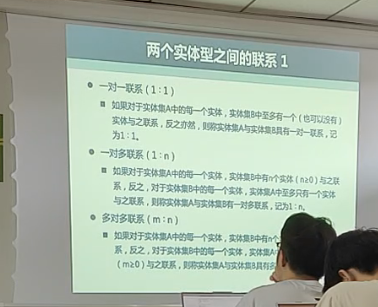 两个实体型之间的联系 1
一对一联系(1∶1)
如果对于实体集A中的每一个实体,实体集B中至多有一个(也可以没有)
实体与之联系,反之亦然,则称实体集A与实体集B具有一对一联系,记
为1∶1。
一对多联系(1∶n)
如果对于实体集A中的每一个实体,实体集B中有n个实体(n≥0)与之联
系,反之,对于实体集B中的每一个实体,实体集A中至多只有一个实体
与之联系,则称实体集A与实体集B有一对多联系,记为1∶n。
多对多联系(m∶n)
如果对于实体集A中的每一个实体,实体集B中有n个
系,反之,对于实体集B中的每一个实体,实体集A
(m≥0)与之联系,则称实体集A与实体集B具有